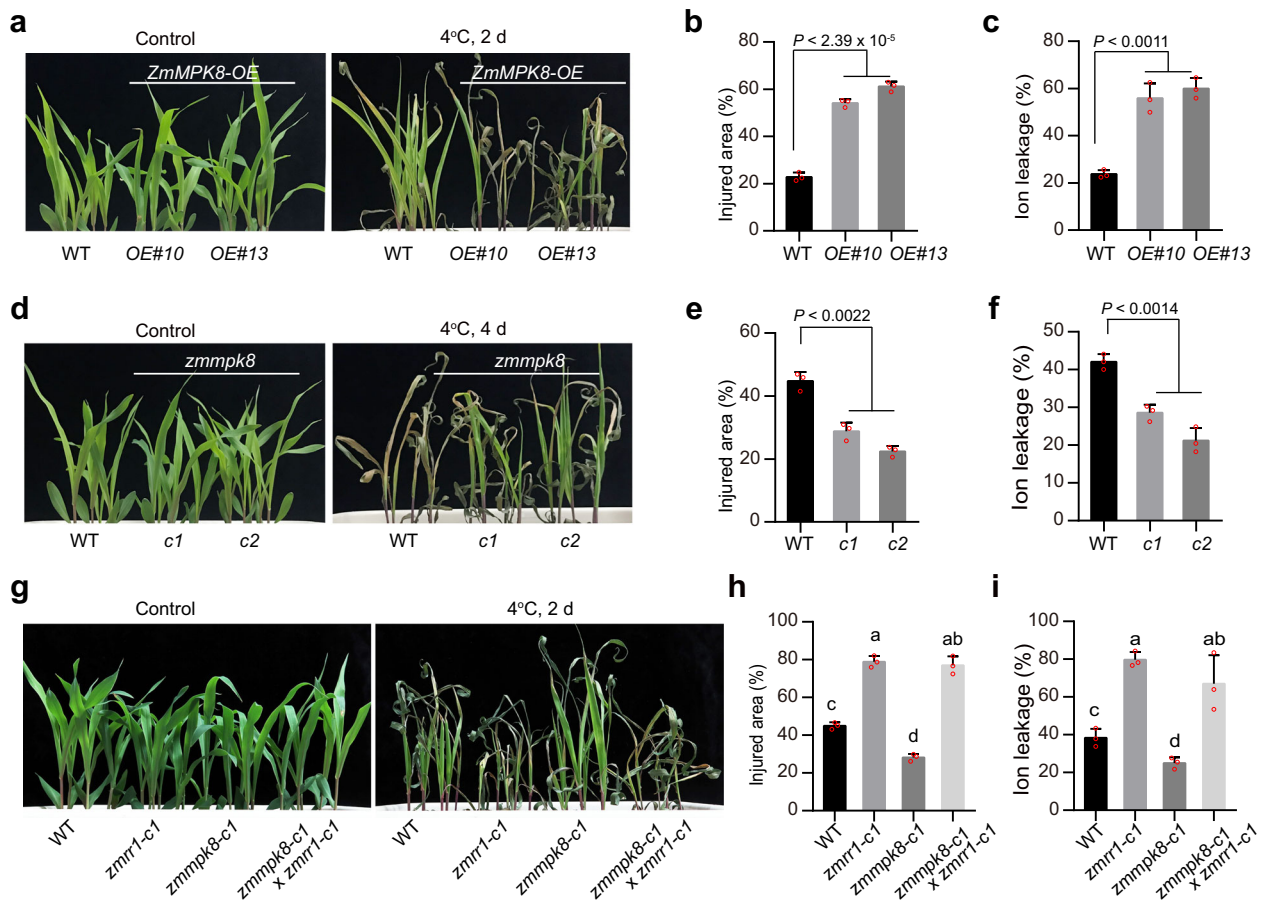 a
Control
4°C, 2 d
ZmMPK8-OE
ZmMPK8-OE
WT OE#10 OE#13
WT OE#10 OE#13
b
P < 2.39 x 10-5
Injured area (%)
80
60
40
20
0
WT OE#10 OE#13
c
P < 0.0011
Ion leakage (%)
80
60
40
20
0
WT OE#10 OE#13
d
Control
4°C, 4 d
zmmpk8
zmmpk8
WT c1 c2
WT c1 c2
e
P < 0.0022
Injured area (%)
60
40
20
0
WT c1 c2
f
P < 0.0014
Ion leakage (%)
50
40
30
20
10
0
WT c1 c2
g
Control
4°C, 2 d
WT
zmrr1-c1
zmmpk8-c1
zmmpk8-c1
x zmrr1-c1
WT
zmrr1-c1
zmmpk8-c1
zmmpk8-c1
x zmrr1-c1
h
Injured area (%)
100
80
60
40
20
0
c a d ab
WT
zmrr1-c1
zmmpk8-c1
zmmpk8-c1
x zmrr1-c1
i
Ion leakage (%)
100
80
60
40
20
0
c a d ab
WT
zmrr1-c1
zmmpk8-c1
zmmpk8-c1
x zmrr1-c1